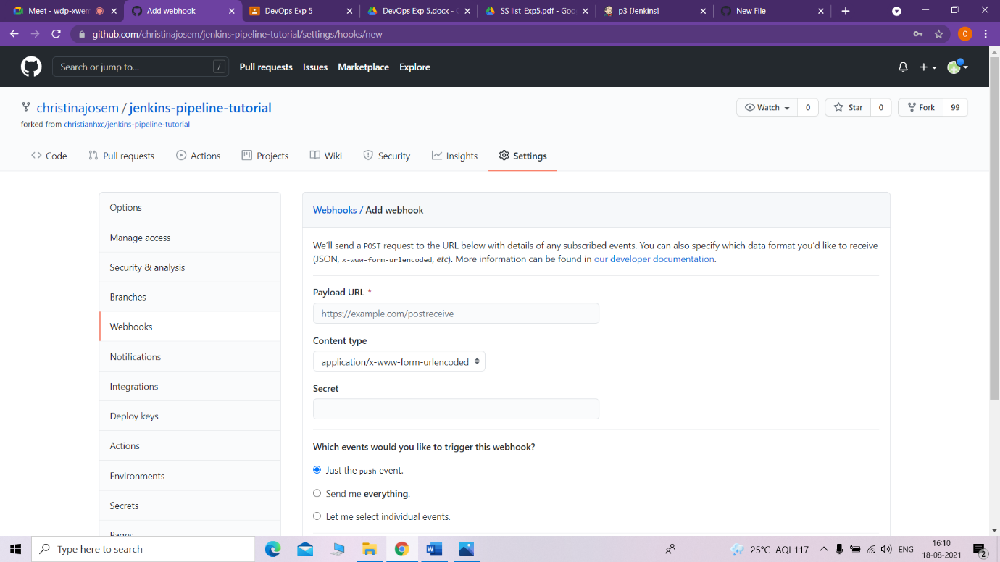 Meet - wdp-xwem
Add webhook
DevOps Exp 5
DevOps Exp 5.docx - G
SS list_Exp5.pdf - Goo
p3 [Jenkins]
New File
github.com/christinajosem/jenkins-pipeline-tutorial/settings/hooks/new
C
Search or jump to...
/
Pull requests
Issues
Marketplace
Explore
christinajosem / jenkins-pipeline-tutorial
forked from christianhxc/jenkins-pipeline-tutorial
Watch
0
Star
0
Fork
99
Code
Pull requests
Actions
Projects
Wiki
Security
Insights
Settings
Options
Manage access
Security & analysis
Branches
Webhooks
Notifications
Integrations
Deploy keys
Actions
Environments
Secrets
Pages
Webhooks / Add webhook
We'll send a POST request to the URL below with details of any subscribed events. You can also specify which data format you'd like to receive
(JSON, x-www-form-urlencoded, etc). More information can be found in our developer documentation.
Payload URL *
https://example.com/postreceive
Content type
application/x-www-form-urlencoded
Secret
Which events would you like to trigger this webhook?
Just the push event.
Send me everything.
Let me select individual events.
Type here to search
25°C AQI 117
ENG
16:10
18-08-2021
2